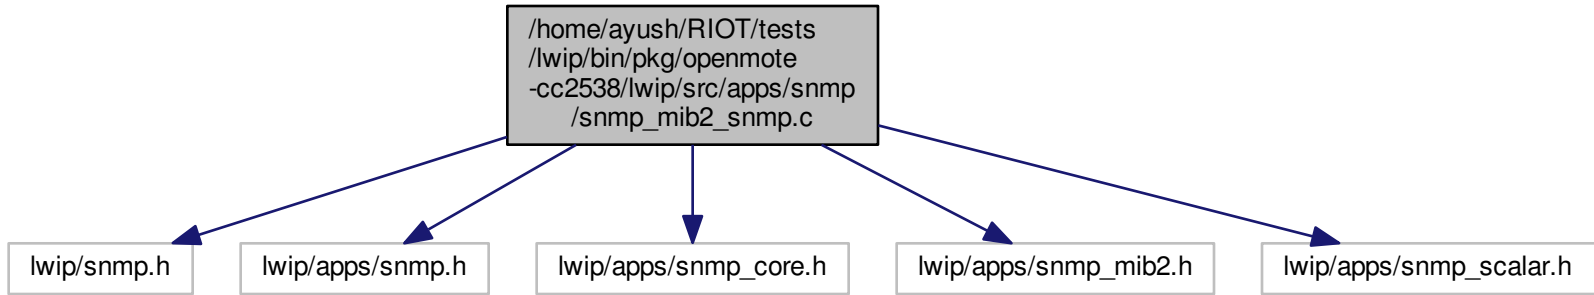 /home/ayush/RIOT/tests
/lwip/bin/pkg/openmote
-cc2538/lwip/src/apps/snmp
/snmp_mib2_snmp.c
lwip/snmp.h
lwip/apps/snmp.h
lwip/apps/snmp_core.h
lwip/apps/snmp_mib2.h
lwip/apps/snmp_scalar.h